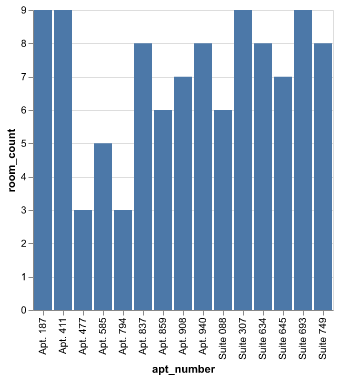 9
8
7
6
5
4
3
2
1
0
room_count
Apt. 187
Apt. 411
Apt. 477
Apt. 585
Apt. 794
Apt. 837
Apt. 859
Apt. 908
Apt. 940
Suite 088
Suite 307
Suite 634
Suite 645
Suite 693
Suite 749
apt_number